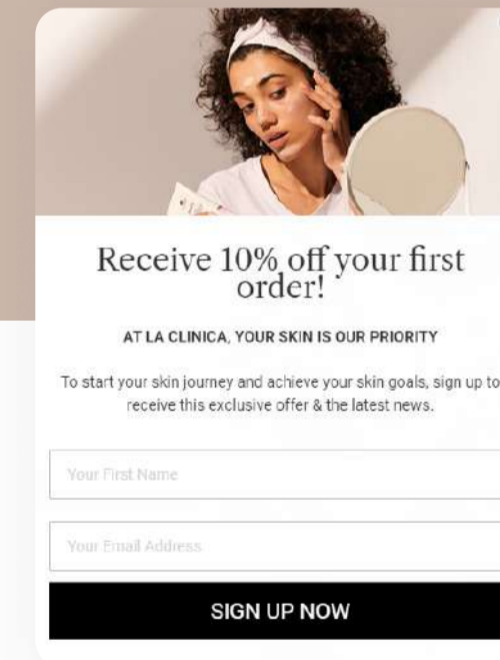 Receive 10% off your first
order!
AT LA CLINICA, YOUR SKIN IS OUR PRIORITY
To start your skin journey and achieve your skin goals, sign up to
receive this exclusive offer & the latest news.
Your First Name
Your Email Address
SIGN UP NOW